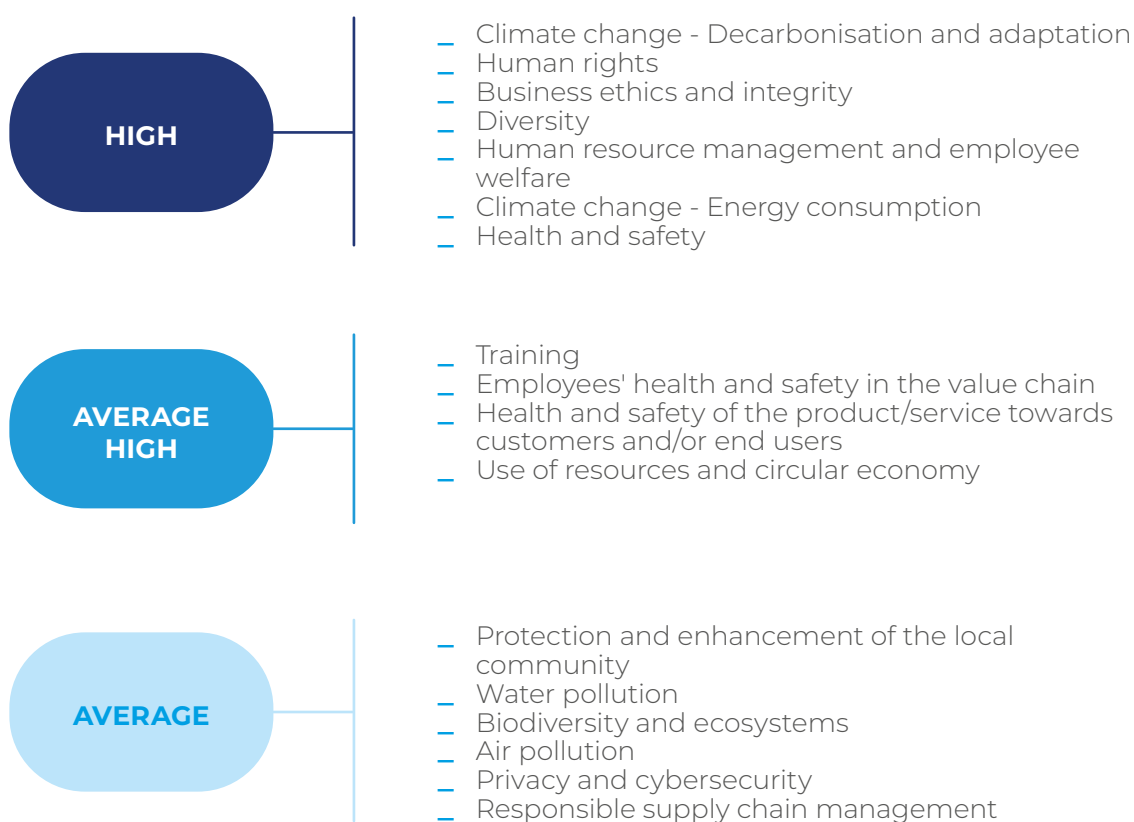 HIGH
_ Climate change - Decarbonisation and adaptation
_ Human rights
_ Business ethics and integrity
_ Diversity
_ Human resource management and employee
welfare
_ Climate change - Energy consumption
_ Health and safety
AVERAGE
HIGH
_ Training
_ Employees' health and safety in the value chain
_ Health and safety of the product/service towards
customers and/or end users
_ Use of resources and circular economy
AVERAGE
_ Protection and enhancement of the local
community
_ Water pollution
_ Biodiversity and ecosystems
_ Air pollution
_ Privacy and cybersecurity
_ Responsible supply chain management